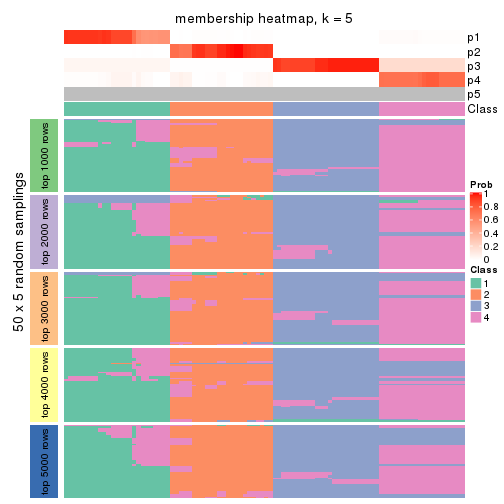 membership heatmap, k = 5
p1
p2
p3
p4
p5
Class
50 x 5 random samplings
top 1000 rows
top 2000 rows
top 3000 rows
top 4000 rows
top 5000 rows
Prob
1
0.8
0.6
0.4
0.2
0
Class
1
2
3
4